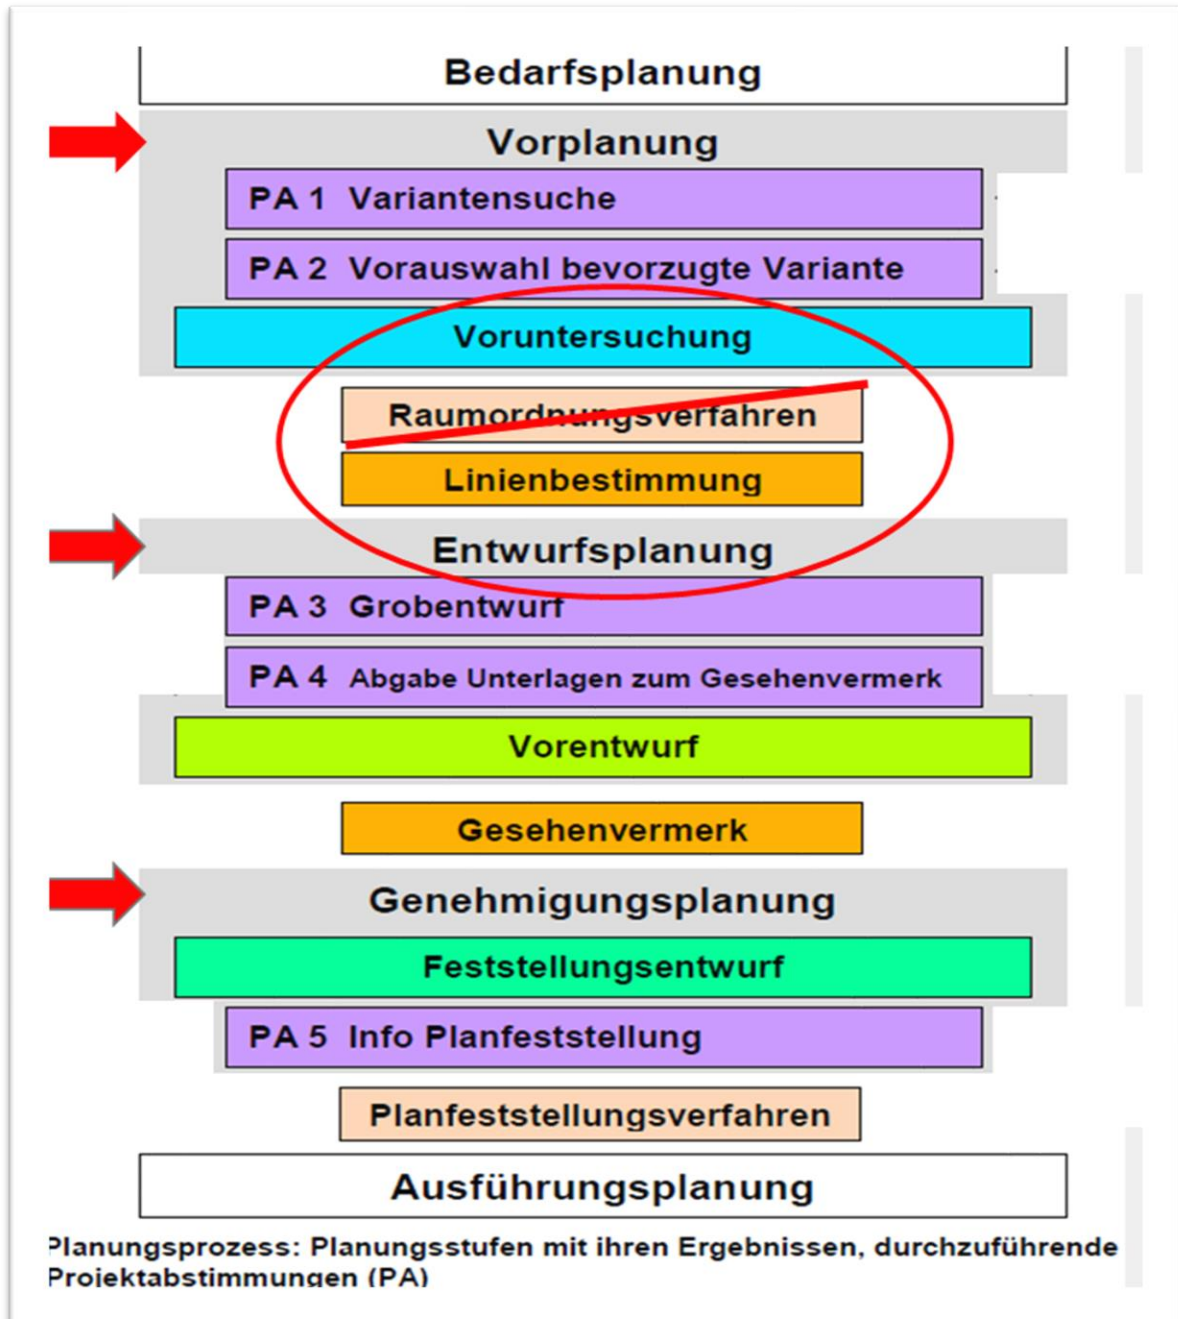 Bedarfsplanung
Vorplanung
PA 1 Variantensuche
PA 2 Vorauswahl bevorzugte Variante
Voruntersuchung
Raumordnungsverfahren
Linienbestimmung
Entwurfsplanung
PA 3 Grobentwurf
PA 4 Abgabe Unterlagen zum Gesehenvermerk
Vorentwurf
Gesehenvermerk
Genehmigungsplanung
Feststellungsentwurf
PA 5 Info Planfeststellung
Planfeststellungsverfahren
Ausführungsplanung
Planungsprozess: Planungsstufen mit ihren Ergebnissen, durchzuführende
Projektabstimmungen (PA)